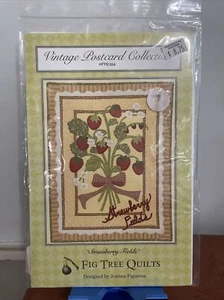 Vintage Postcard Collection
Strawberry
Fields
"Strawberry Fields"
FIG TREE QUILTS
Designed by Joanna Figueroa